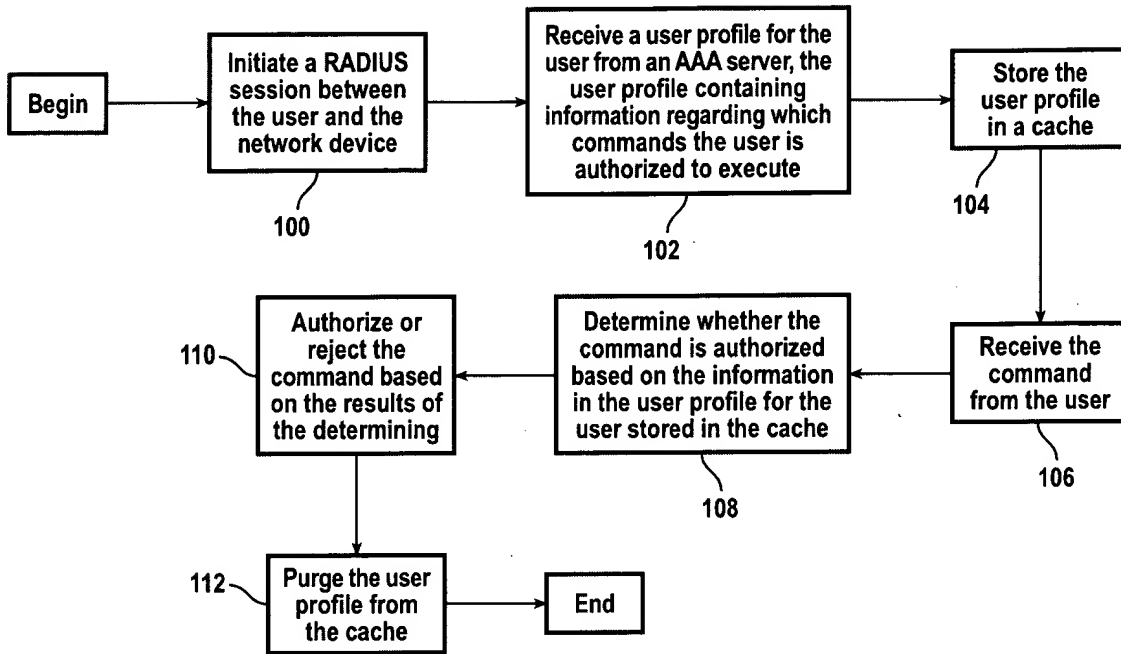 Begin
Initiate a RADIUS
session between
the user and the
network device
100
Receive a user profile for the
user from an AAA server, the
user profile containing
information regarding which
commands the user is
authorized to execute
102
Store the
user profile
in a cache
104
Receive the
command
from the user
106
Determine whether the
command is authorized
based on the information
in the user profile for the
user stored in the cache
108
Authorize or
reject the
command based
on the results of
the determining
110
Purge the user
profile from
the cache
112
End